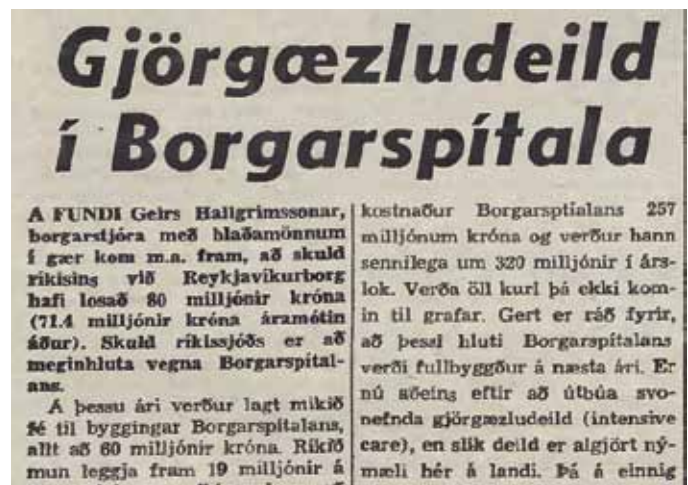 Gjörgæzludeild
í Borgarspítala
Á FUNDI Geirs Hallgrímssonar,
borgarstjóra með blaðamönnum
í gær kom m.a. fram, að skuld
ríkisins við Reykjavíkurborg
hafi losað 80 milljónir króna
(71.4 milljónir króna áramótin
áður). Skuld ríkissjóðs er að
meginhluta vegna Borgarspítal-
ans.
Á þessu ári verður lagt mikið
fé til byggingar Borgarspítalans,
allt að 60 milljónir króna. Ríkið
mun leggja fram 19 milljónir á
kostnaður Borgarsptíalans 257
milljónum króna og verður hann
sennilega um 320 milljónir í árs-
lok. Verða öll kurl þá ekki kom-
in til grafar. Gert er ráð fyrir,
að þessi hluti Borgarspítalans
verði fullbyggður á næsta ári. Er
nú aðeins eftir að útbúa svo-
nefnda gjörgæzludeild (intensive
care), en slík deild er algjört ný-
mæli hér á landi. Þá á einnig